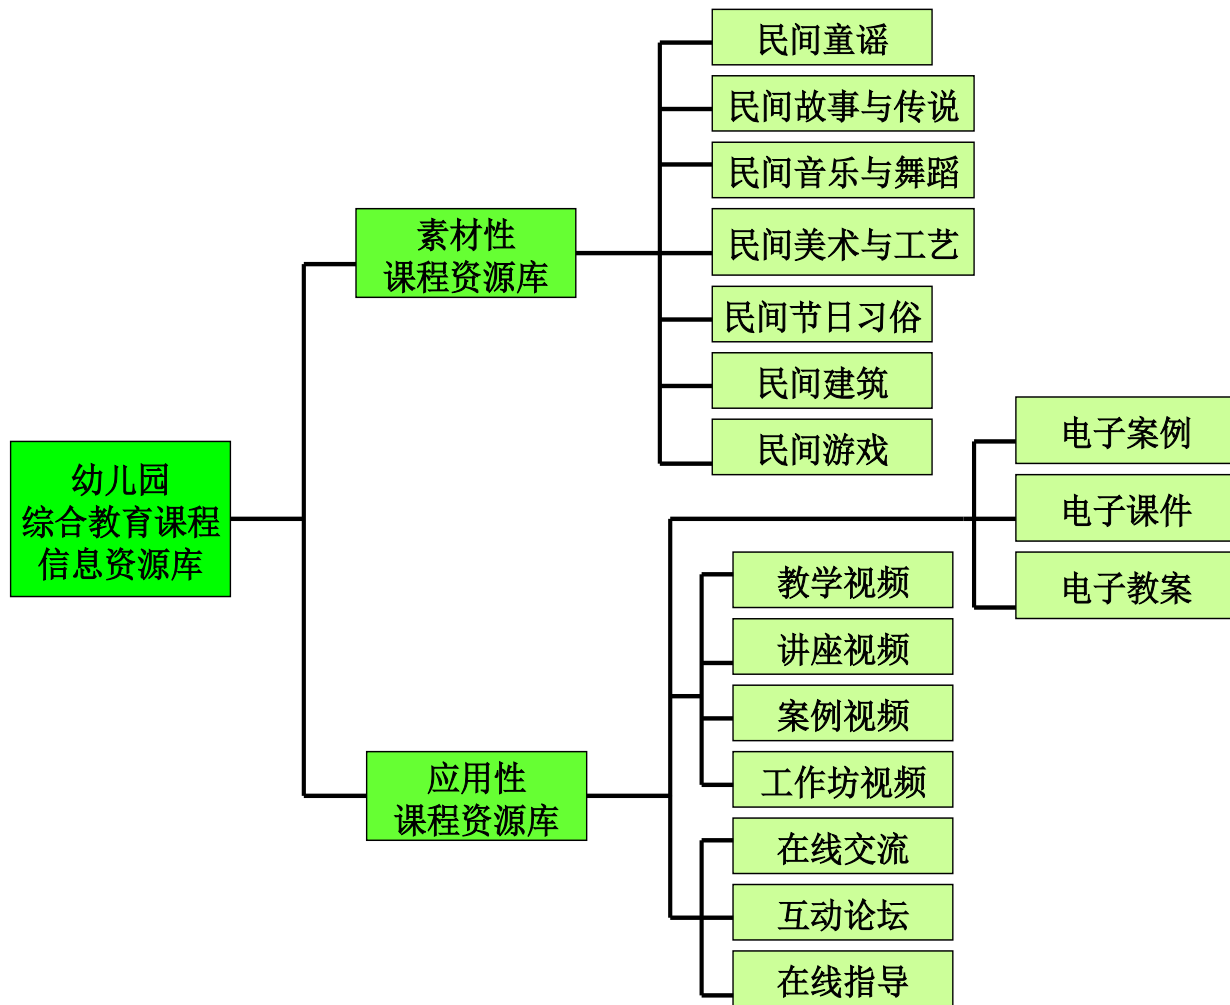 幼儿园
综合教育课程
信息资源库
素材性
课程资源库
民间童谣
民间故事与传说
民间音乐与舞蹈
民间美术与工艺
民间节日习俗
民间建筑
民间游戏
应用性
课程资源库
电子案例
电子课件
电子教案
教学视频
讲座视频
案例视频
工作坊视频
在线交流
互动论坛
在线指导